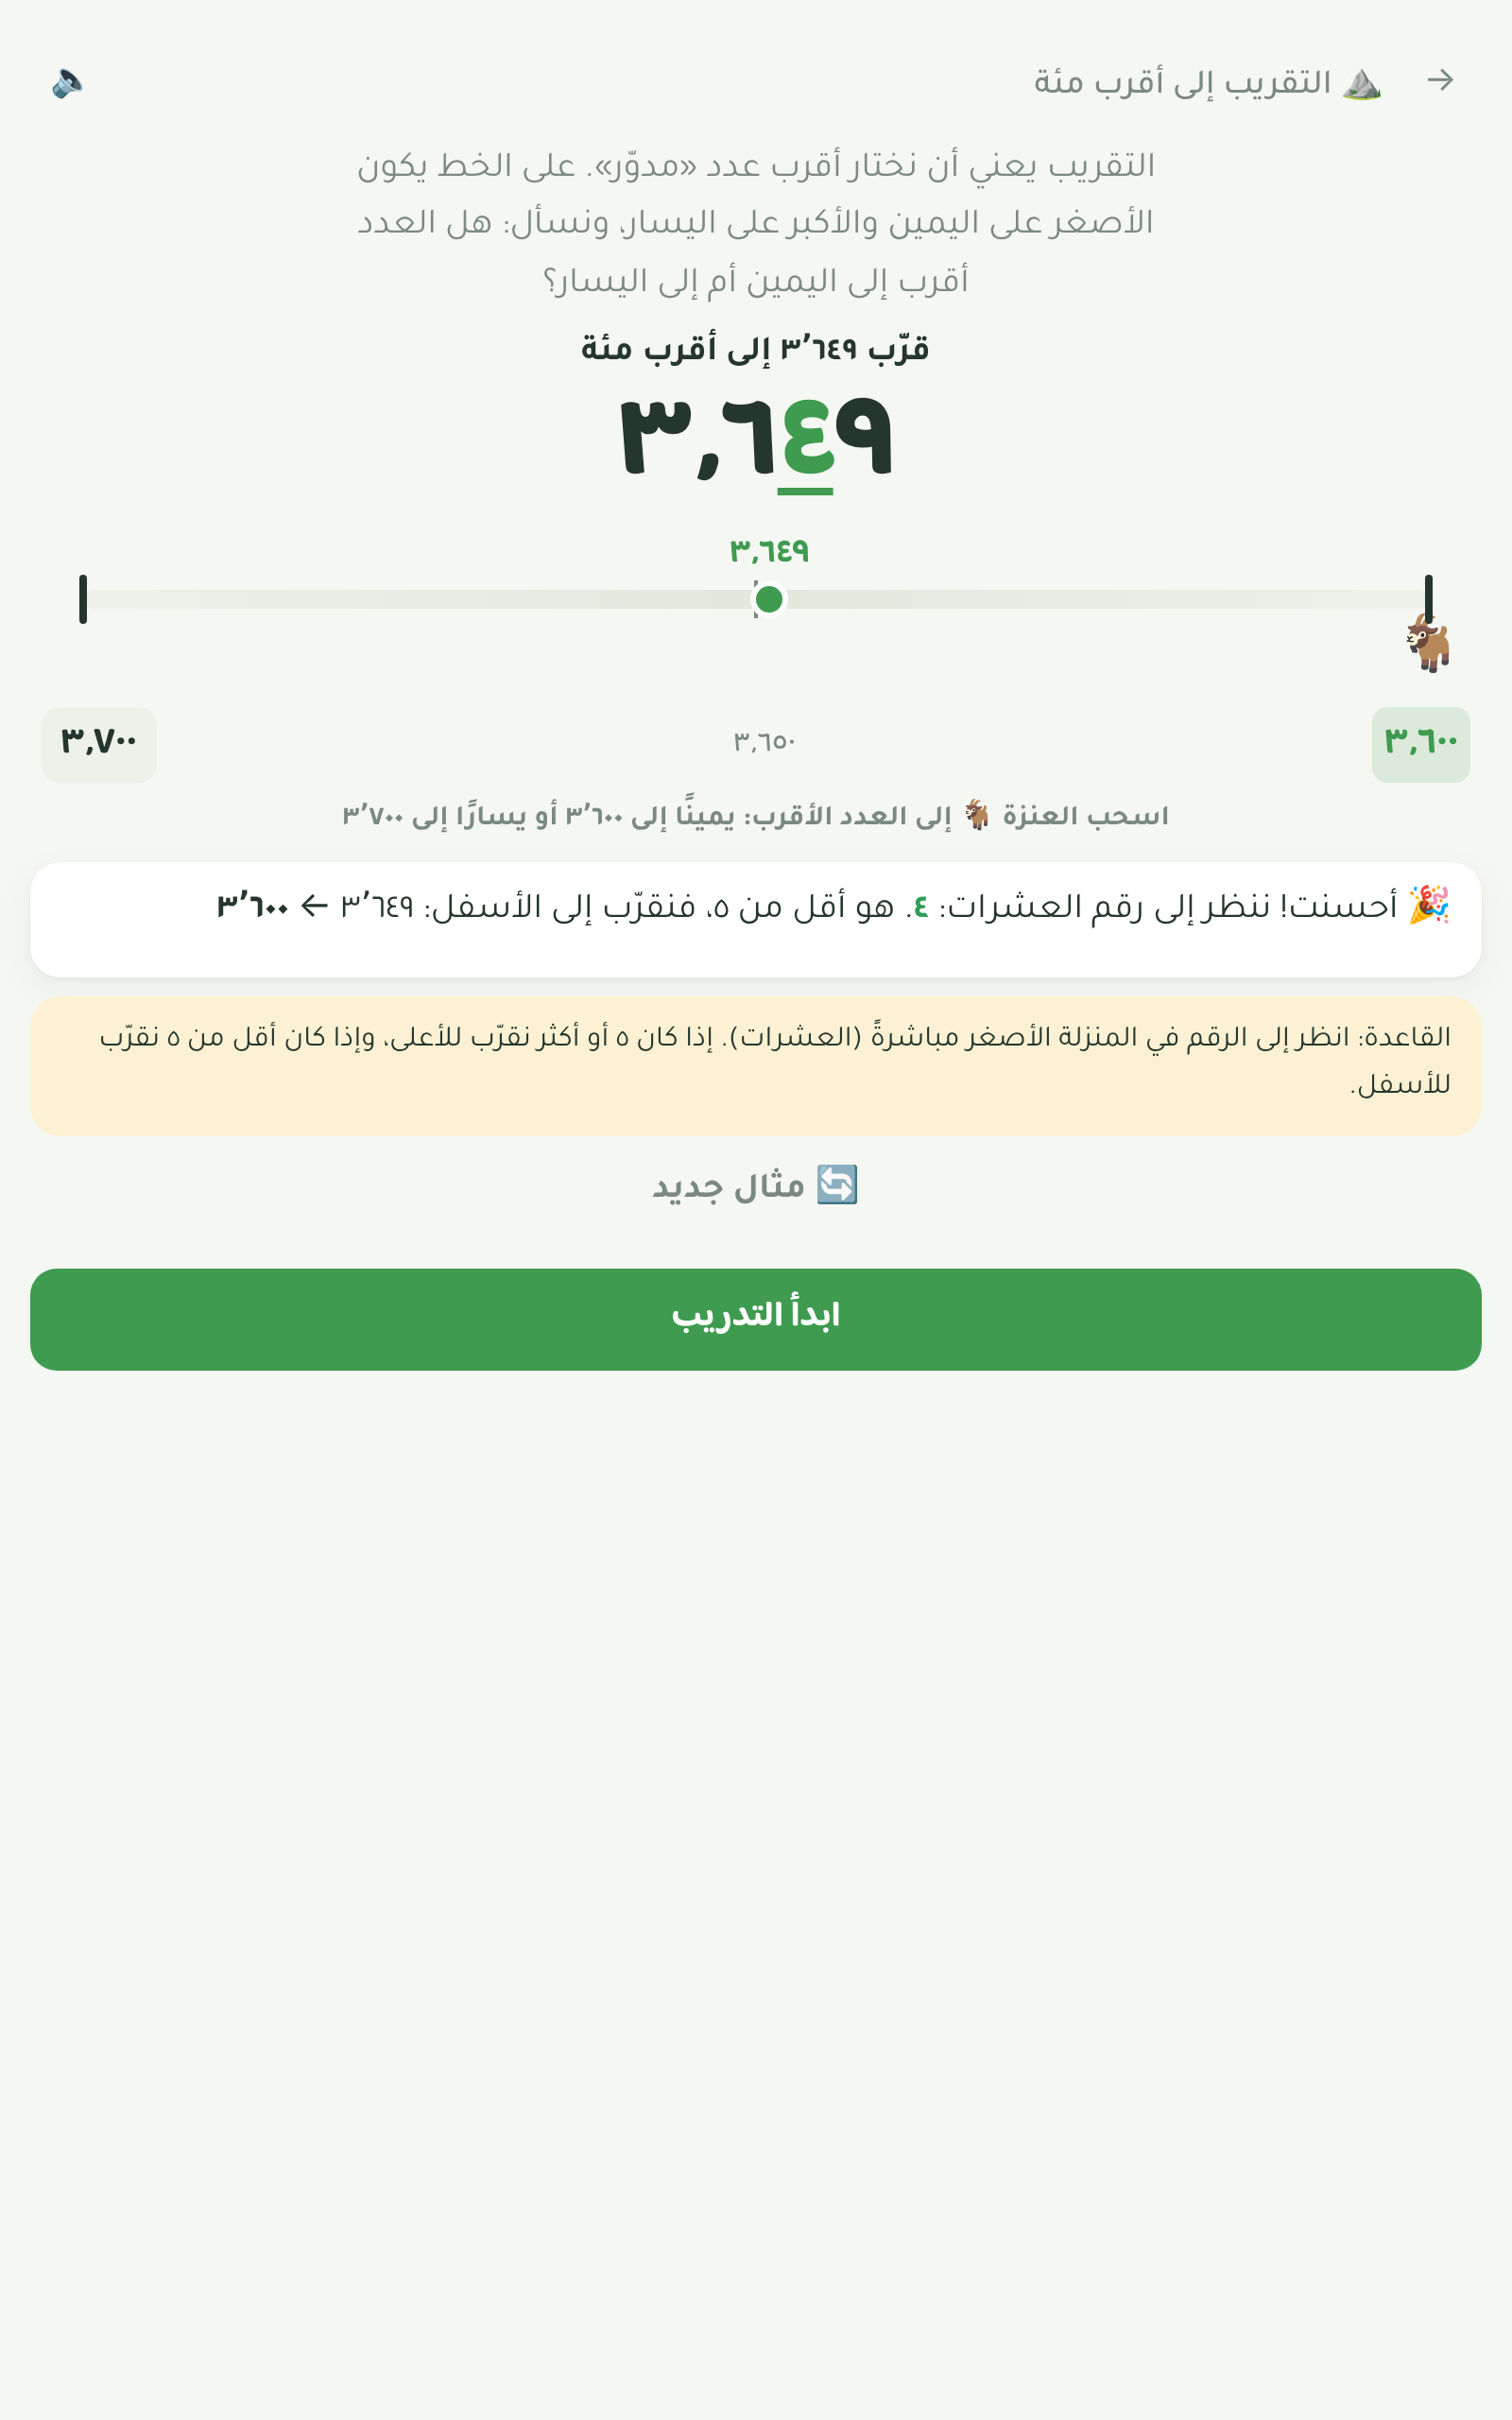 ⛰️ التقريب إلى أقرب مئة
التقريب يعني أن نختار أقرب عدد «مدوّر». على الخط يكون
الأصغر على اليمين والأكبر على اليسار، ونسأل: هل العدد
أقرب إلى اليمين أم إلى اليسار؟
قرّب ٣٬٦٤٩ إلى أقرب مئة
٣,٦٤٩
٣,٦٤٩
٣,٦٠٠
٣,٦٥٠
٣,٧٠٠
اسحب العنزة 🐐 إلى العدد الأقرب: يمينًا إلى ٣٬٦٠٠ أو يسارًا إلى ٣٬٧٠٠
🎉 أحسنت! ننظر إلى رقم العشرات: ٤. هو أقل من ٥، فنقرّب إلى الأسفل: ٣٬٦٤٩ ← ٣٬٦٠٠
القاعدة: انظر إلى الرقم في المنزلة الأصغر مباشرةً (العشرات). إذا كان ٥ أو أكثر نقرّب للأعلى، وإذا كان أقل من ٥ نقرّب
للأسفل.
🔄 مثال جديد
ابدأ التدريب